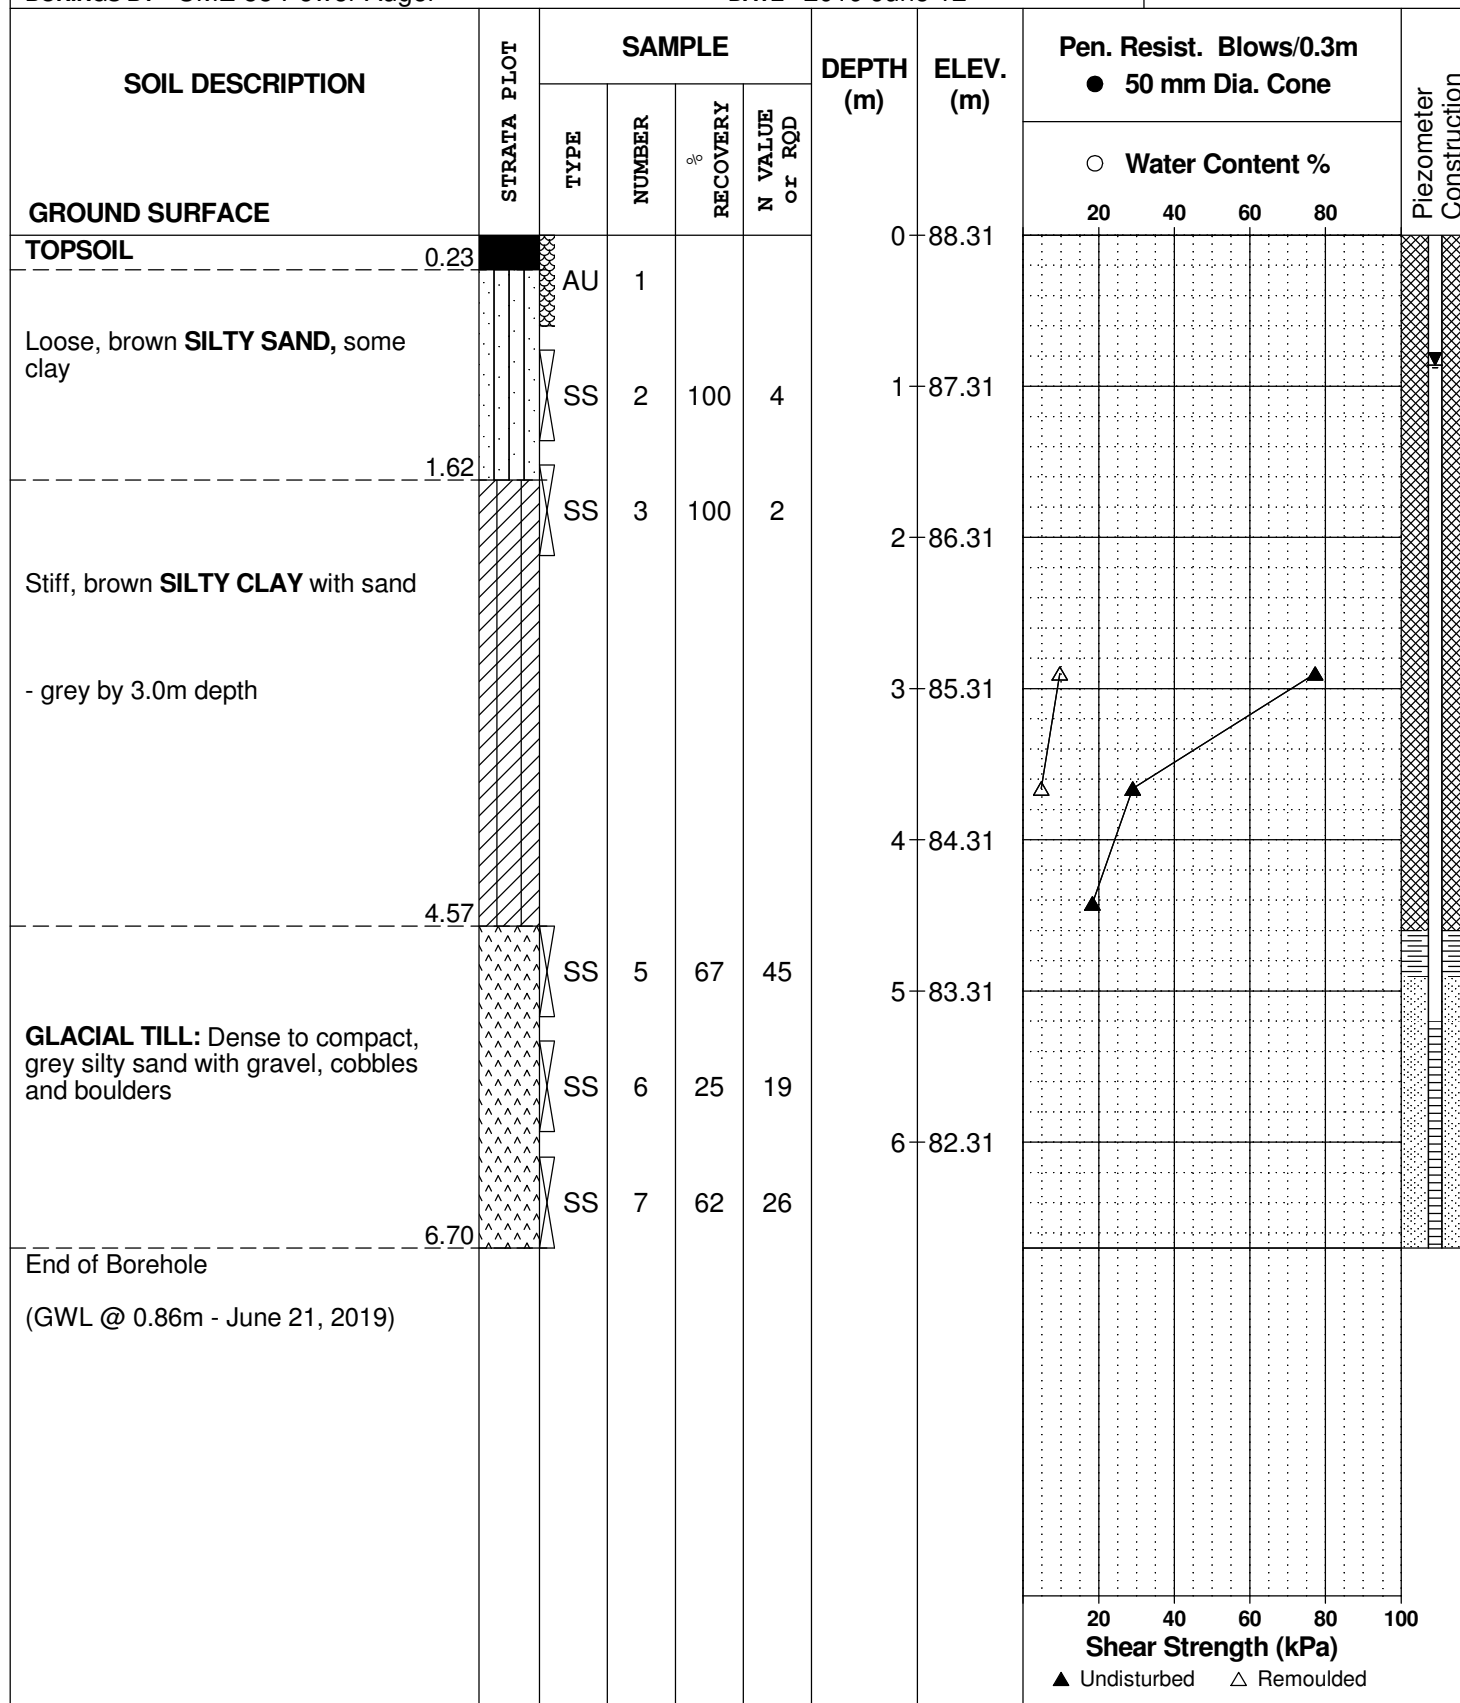 SOIL DESCRIPTION
GROUND SURFACE
STRATA PLOT
SAMPLE
TYPE
NUMBER
% RECOVERY
N VALUE or RQD
DEPTH (m)
ELEV. (m)
Pen. Resist. Blows/0.3m
● 50 mm Dia. Cone
○ Water Content %
20 40 60 80
Piezometer
Construction
TOPSOIL 0.23
0 88.31
AU 1
Loose, brown SILTY SAND, some
clay
SS 2 100 4
1 87.31
1.62
SS 3 100 2
2 86.31
Stiff, brown SILTY CLAY with sand
- grey by 3.0m depth
3 85.31
4 84.31
4.57
SS 5 67 45
5 83.31
GLACIAL TILL: Dense to compact,
grey silty sand with gravel, cobbles
and boulders
SS 6 25 19
6 82.31
SS 7 62 26
6.70
End of Borehole
(GWL @ 0.86m - June 21, 2019)
20 40 60 80 100
Shear Strength (kPa)
▲ Undisturbed △ Remoulded